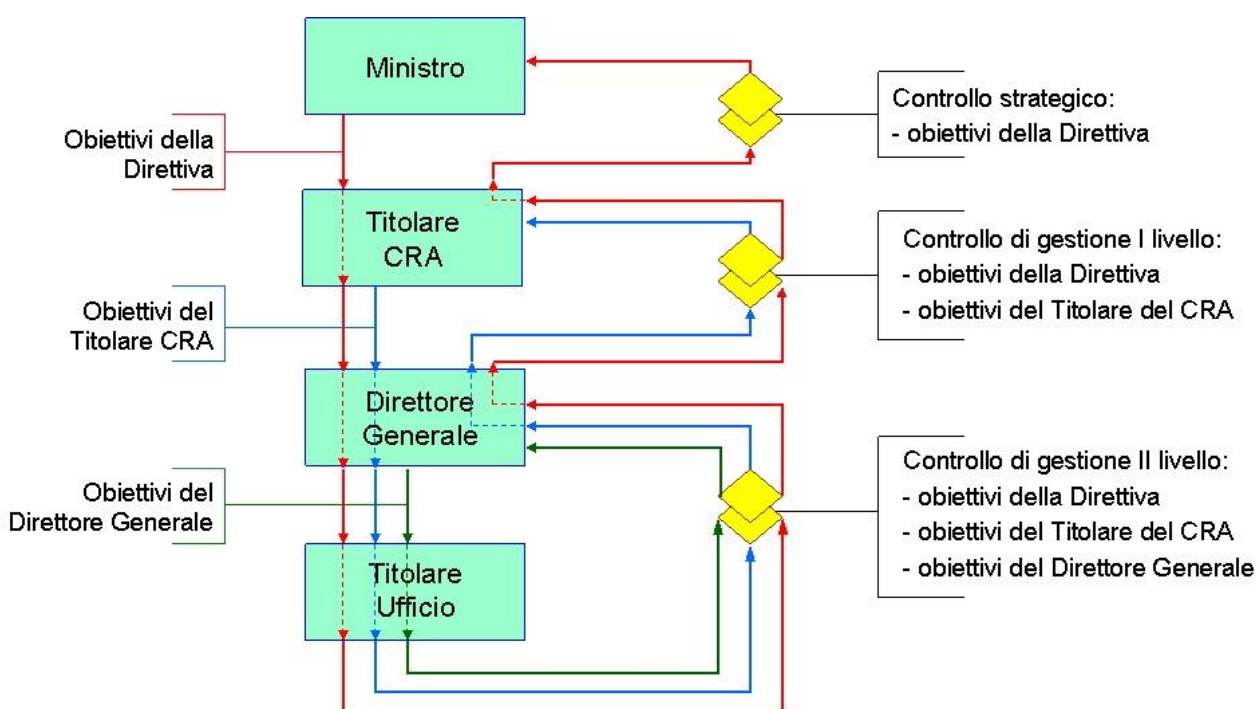 Ministro
Controllo strategico:
- obiettivi della Direttiva
Obiettivi della
Direttiva
Titolare
CRA
Controllo di gestione I livello:
- obiettivi della Direttiva
- obiettivi del Titolare del CRA
Obiettivi del
Titolare CRA
Direttore
Generale
Controllo di gestione II livello:
- obiettivi della Direttiva
- obiettivi del Titolare del CRA
- obiettivi del Direttore Generale
Obiettivi del
Direttore Generale
Titolare
Ufficio